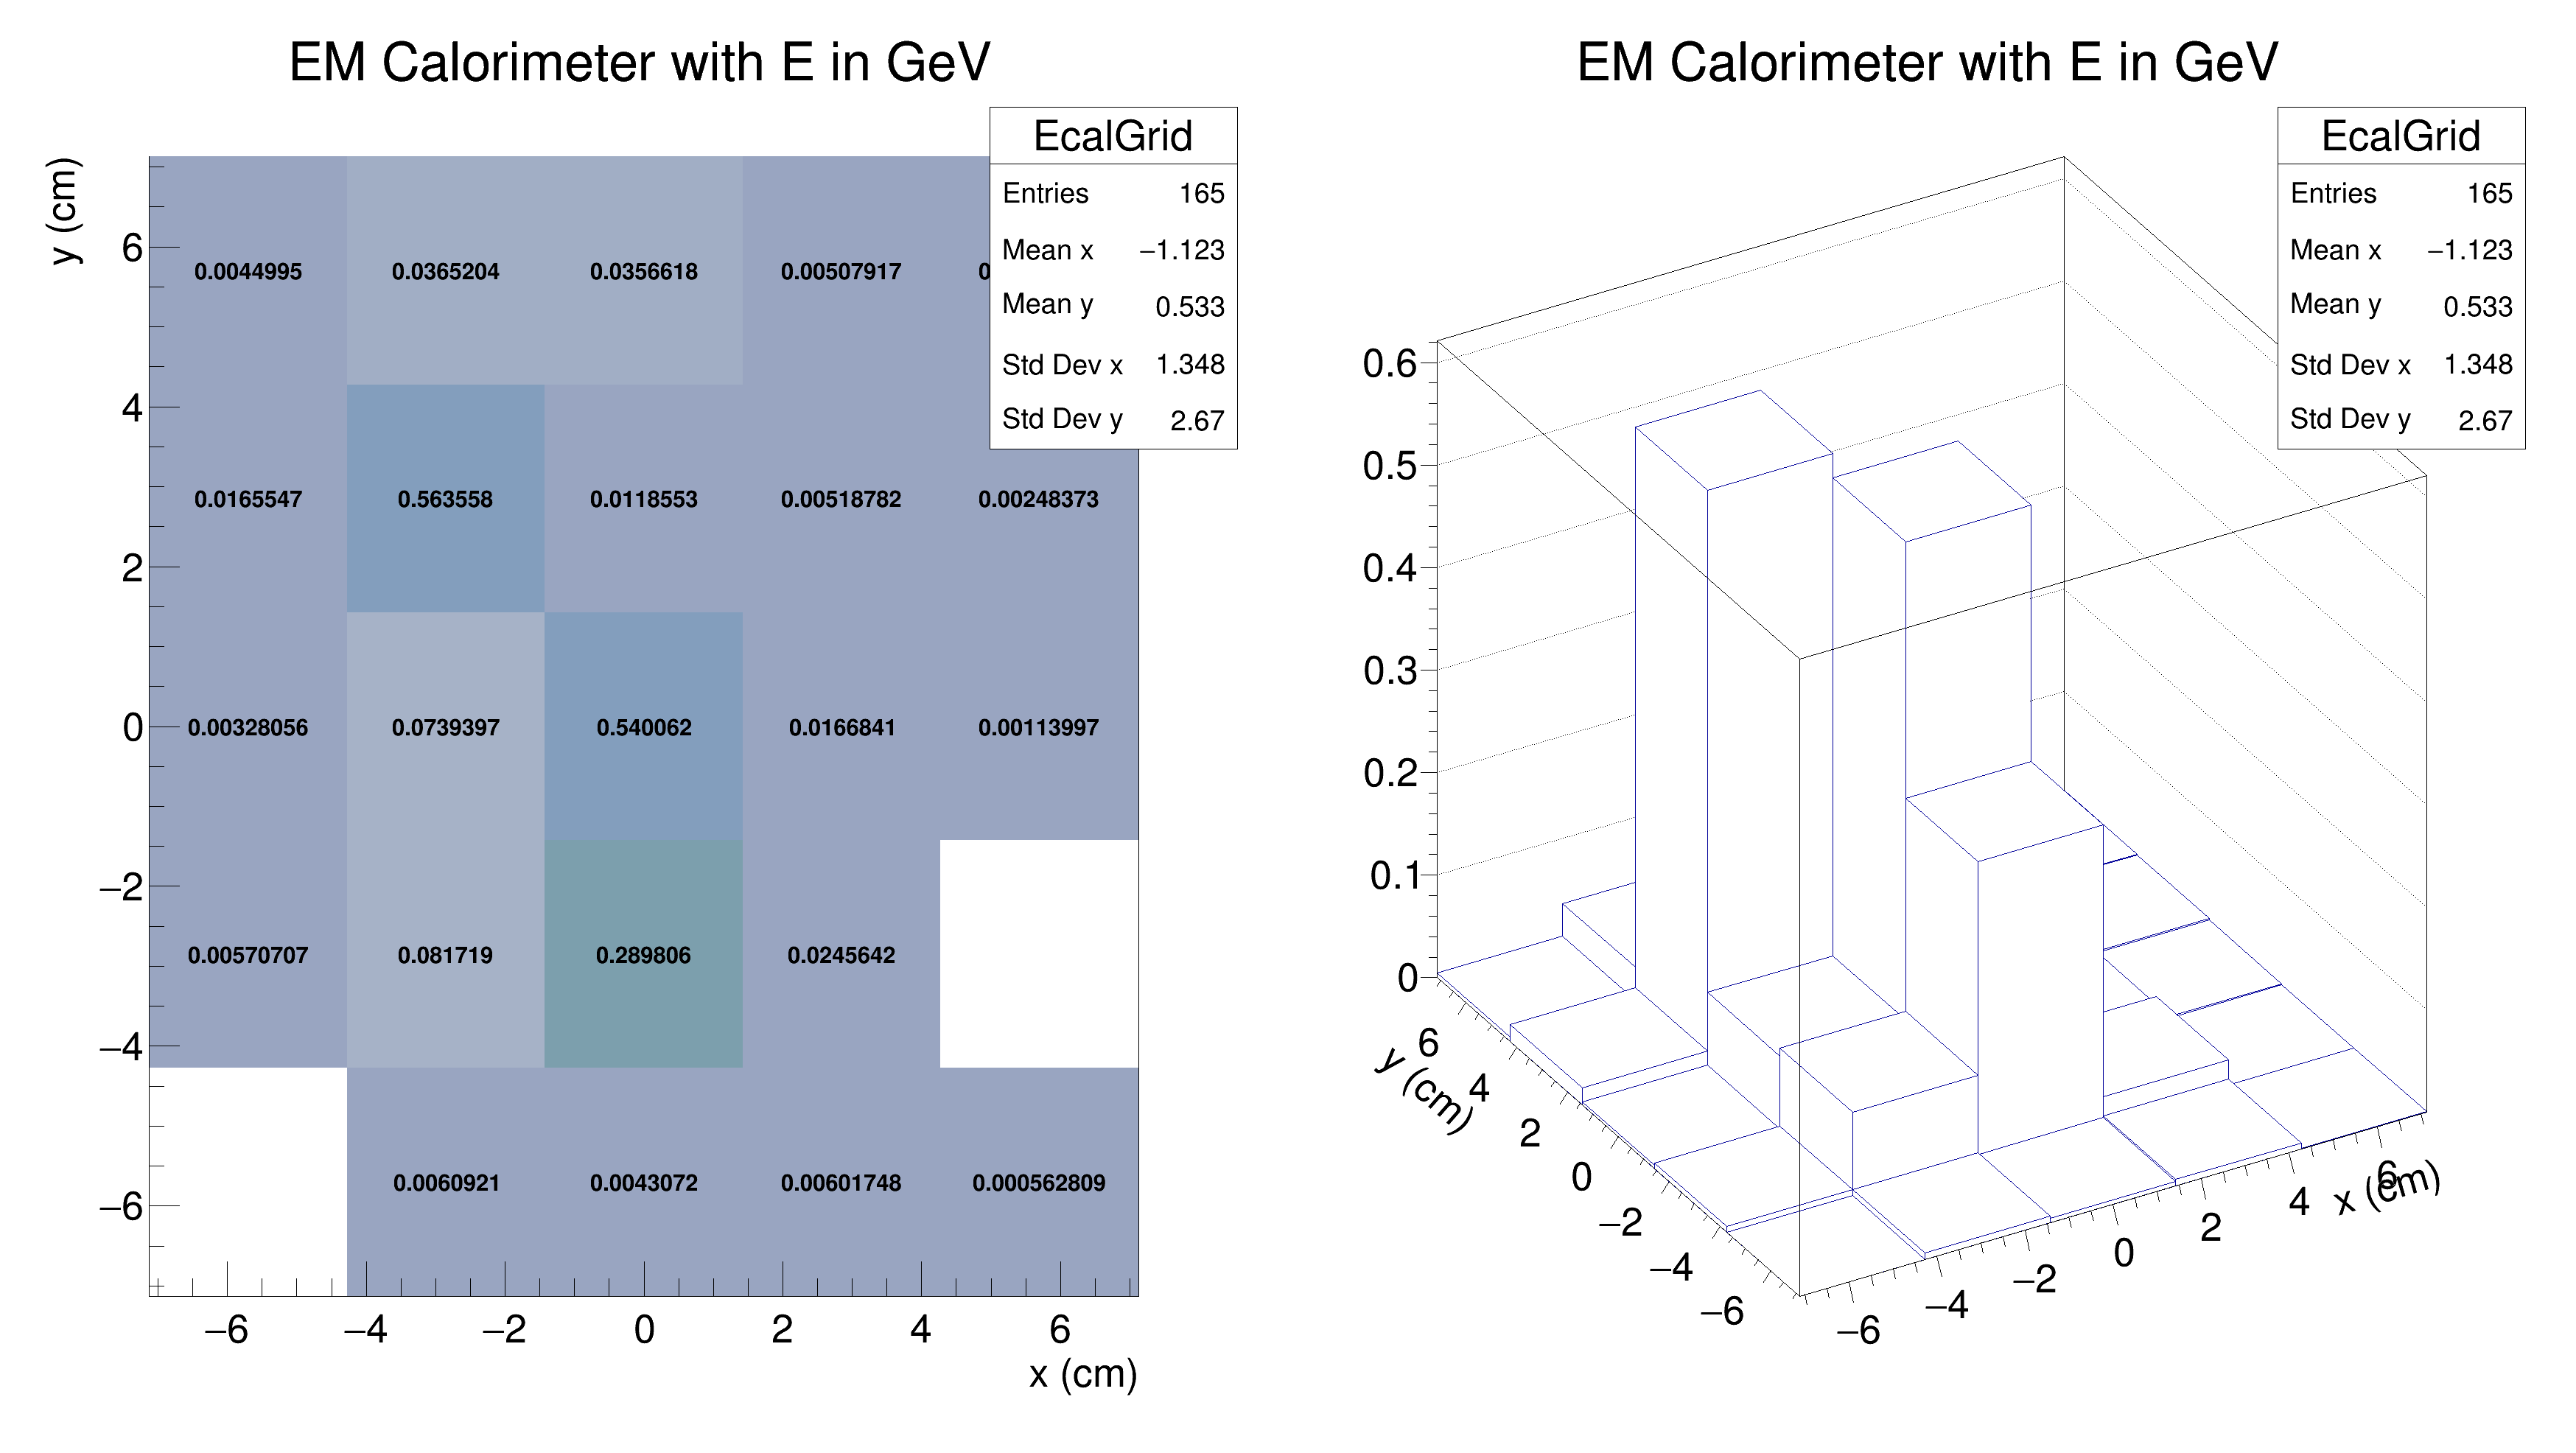 EM Calorimeter with E in GeV
EcalGrid
Entries 165
Mean x −1.123
Mean y 0.533
Std Dev x 1.348
Std Dev y 2.67
y (cm)
6
4
2
0
−2
−4
−6
0.0044995 0.0365204 0.0356618 0.00507917
0.0165547 0.563558 0.0118553 0.00518782 0.00248373
0.00328056 0.0739397 0.540062 0.0166841 0.00113997
0.00570707 0.081719 0.289806 0.0245642
0.0060921 0.0043072 0.00601748 0.000562809
−6 −4 −2 0 2 4 6
x (cm)
EM Calorimeter with E in GeV
EcalGrid
Entries 165
Mean x −1.123
Mean y 0.533
Std Dev x 1.348
Std Dev y 2.67
0.6
0.5
0.4
0.3
0.2
0.1
0
y (cm)
6
4
2
0
−2
−4
−6
−6 −4 −2 0 2 4 6
x (cm)